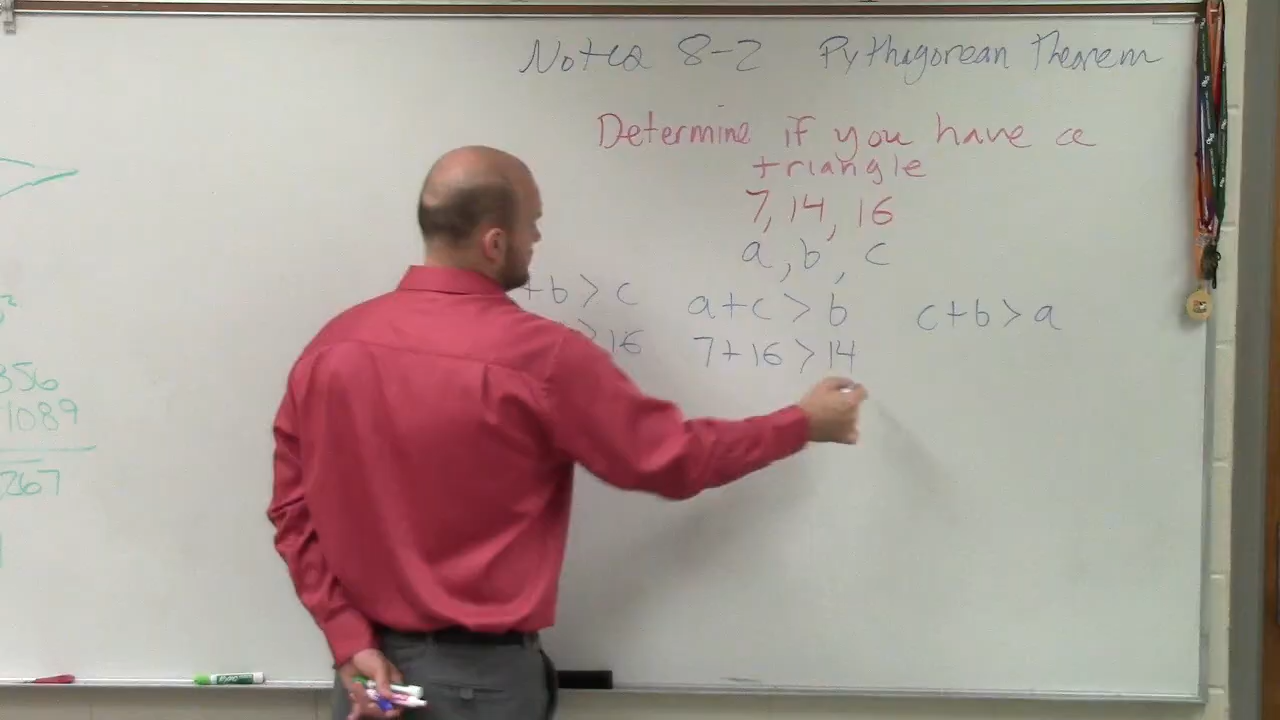 Notes 8-2 Pythagorean Theorem
Determine if you have a
triangle
7, 14, 16
a, b, c
+ b > c a + c > b c + b > a
> 16 7 + 16 > 14
356
1089
267